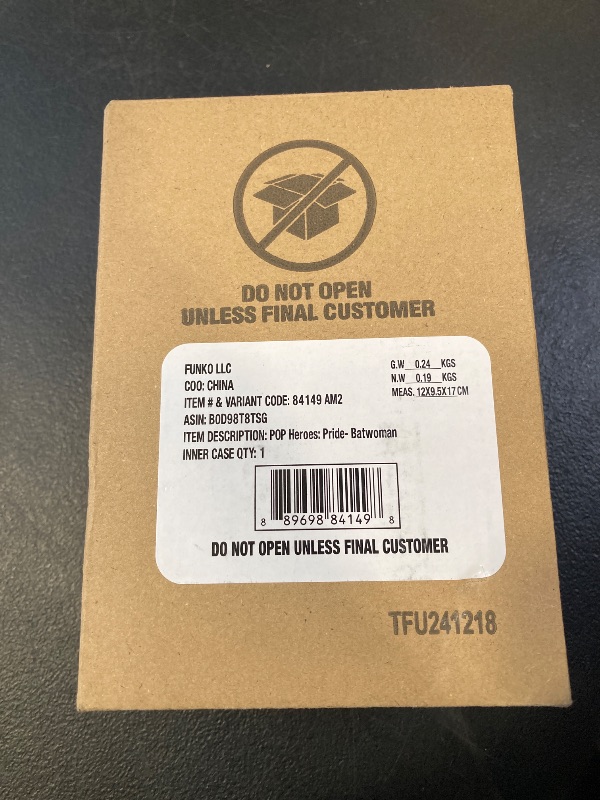 DO NOT OPEN
UNLESS FINAL CUSTOMER
FUNKO LLC
COO: CHINA
ITEM # & VARIANT CODE: 84149 AM2
ASIN: B0D98T8TSG
ITEM DESCRIPTION: POP Heroes: Pride- Batwoman
INNER CASE QTY: 1
G.W 0.24 KGS
N.W 0.19 KGS
MEAS. 12X9.5X17CM
8 89698 84149 8
DO NOT OPEN UNLESS FINAL CUSTOMER
TFU241218